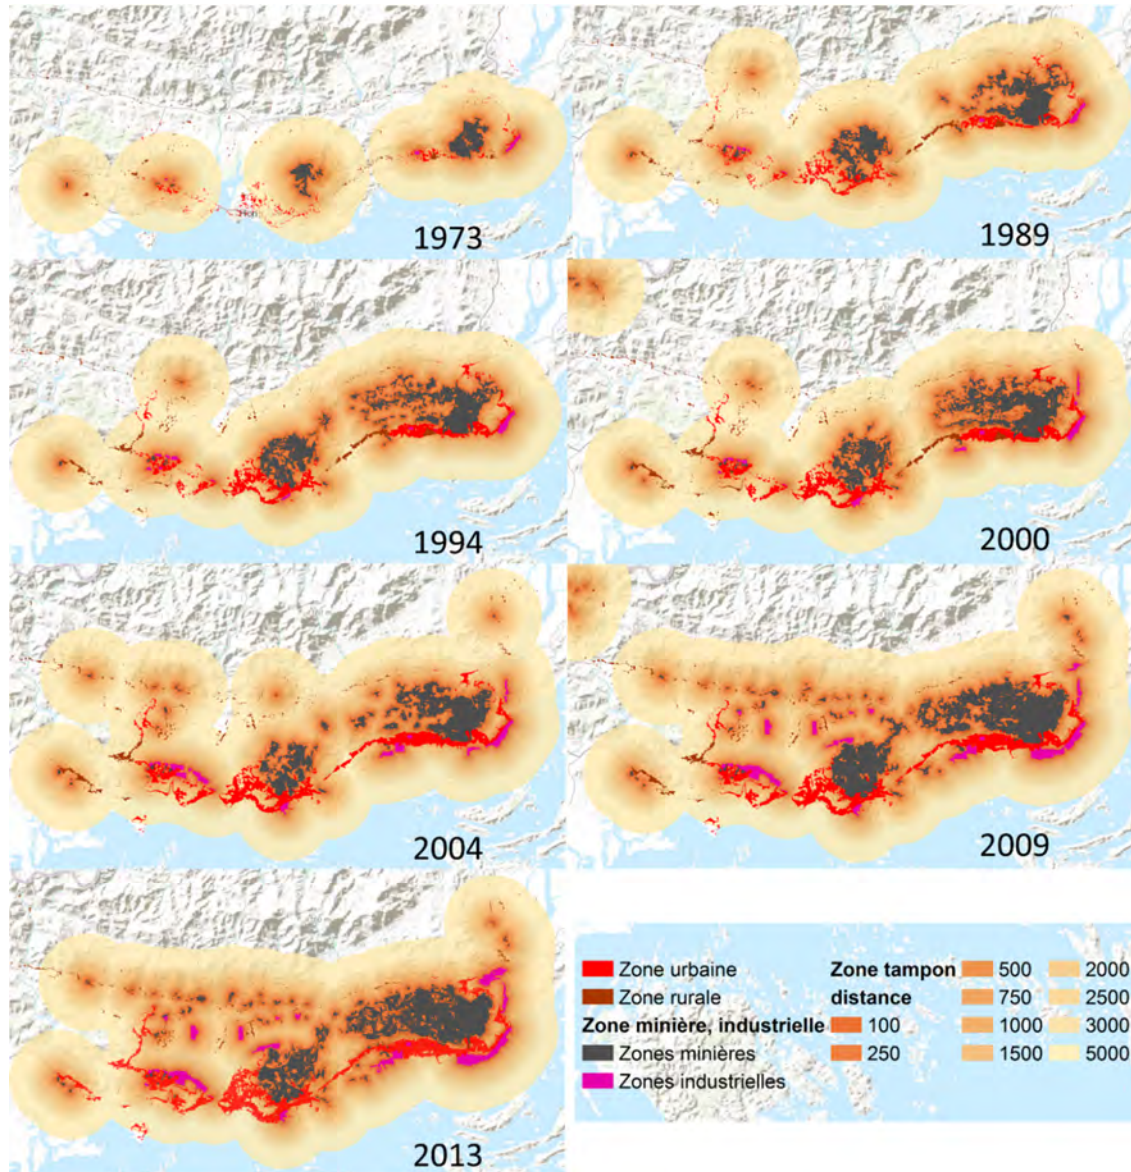 1973
1989
1994
2000
2004
2009
2013
Zone urbaine
Zone rurale
Zone minière, industrielle
Zones minières
Zones industrielles
Zone tampon
distance
100
250
500
750
1000
1500
2000
2500
3000
5000